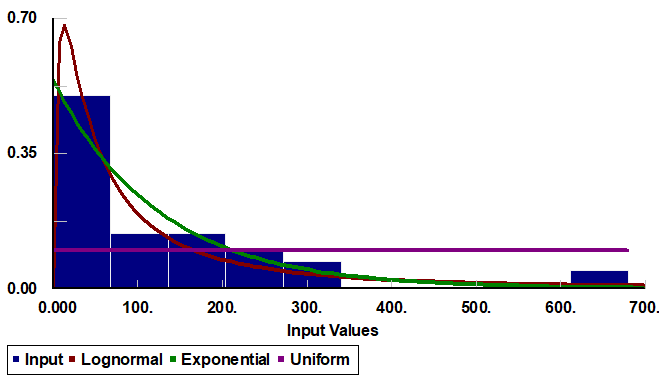 0.70
0.35
0.00
0.000 100. 200. 300. 400. 500. 600. 700.
Input Values
Input Lognormal Exponential Uniform